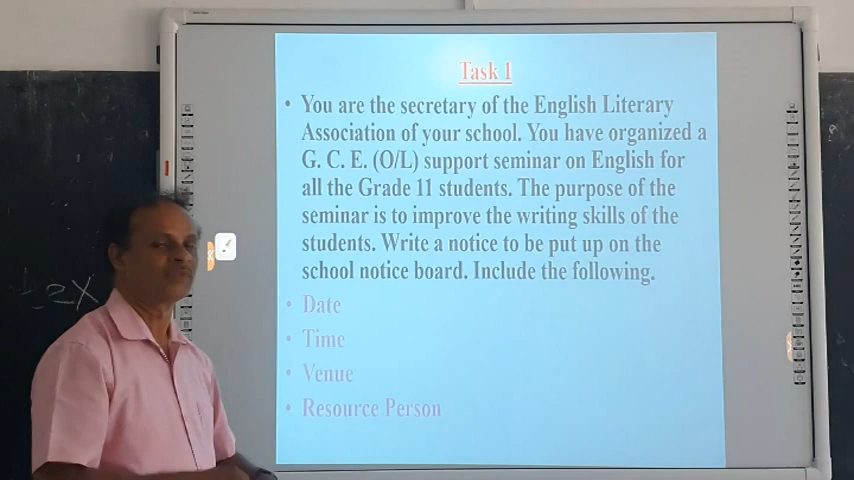 Task 1
• You are the secretary of the English Literary
Association of your school. You have organized a
G. C. E. (O/L) support seminar on English for
all the Grade 11 students. The purpose of the
seminar is to improve the writing skills of the
students. Write a notice to be put up on the
school notice board. Include the following.
• Date
• Time
• Venue
• Resource Person